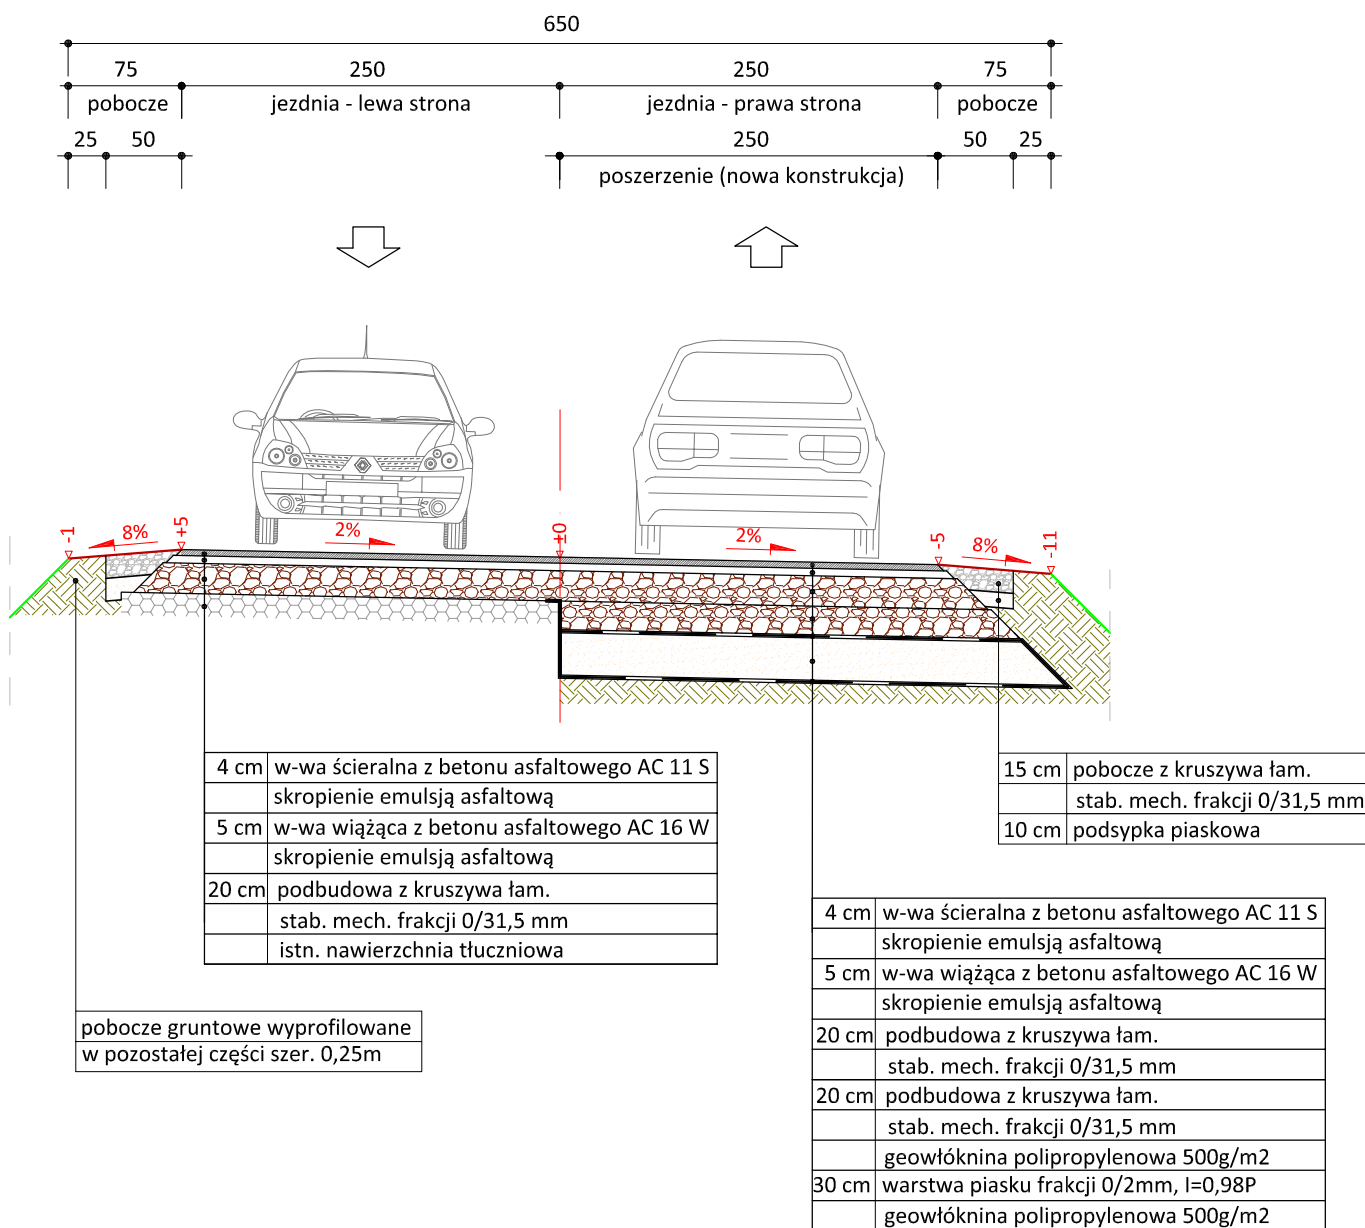 650
75 250 250 75
pobocze jezdnia - lewa strona jezdnia - prawa strona pobocze
25 50 250 50 25
poszerzenie (nowa konstrukcja)
-1 8% +5 2% ±0 2% -5 8% -11
4 cm w-wa ścieralna z betonu asfaltowego AC 11 S
skropienie emulsją asfaltową
5 cm w-wa wiążąca z betonu asfaltowego AC 16 W
skropienie emulsją asfaltową
20 cm podbudowa z kruszywa łam.
stab. mech. frakcji 0/31,5 mm
istn. nawierzchnia tłuczniowa
15 cm pobocze z kruszywa łam.
stab. mech. frakcji 0/31,5 mm
10 cm podsypka piaskowa
pobocze gruntowe wyprofilowane
w pozostałej części szer. 0,25m
4 cm w-wa ścieralna z betonu asfaltowego AC 11 S
skropienie emulsją asfaltową
5 cm w-wa wiążąca z betonu asfaltowego AC 16 W
skropienie emulsją asfaltową
20 cm podbudowa z kruszywa łam.
stab. mech. frakcji 0/31,5 mm
20 cm podbudowa z kruszywa łam.
stab. mech. frakcji 0/31,5 mm
geowłóknina polipropylenowa 500g/m2
30 cm warstwa piasku frakcji 0/2mm, I=0,98P
geowłóknina polipropylenowa 500g/m2